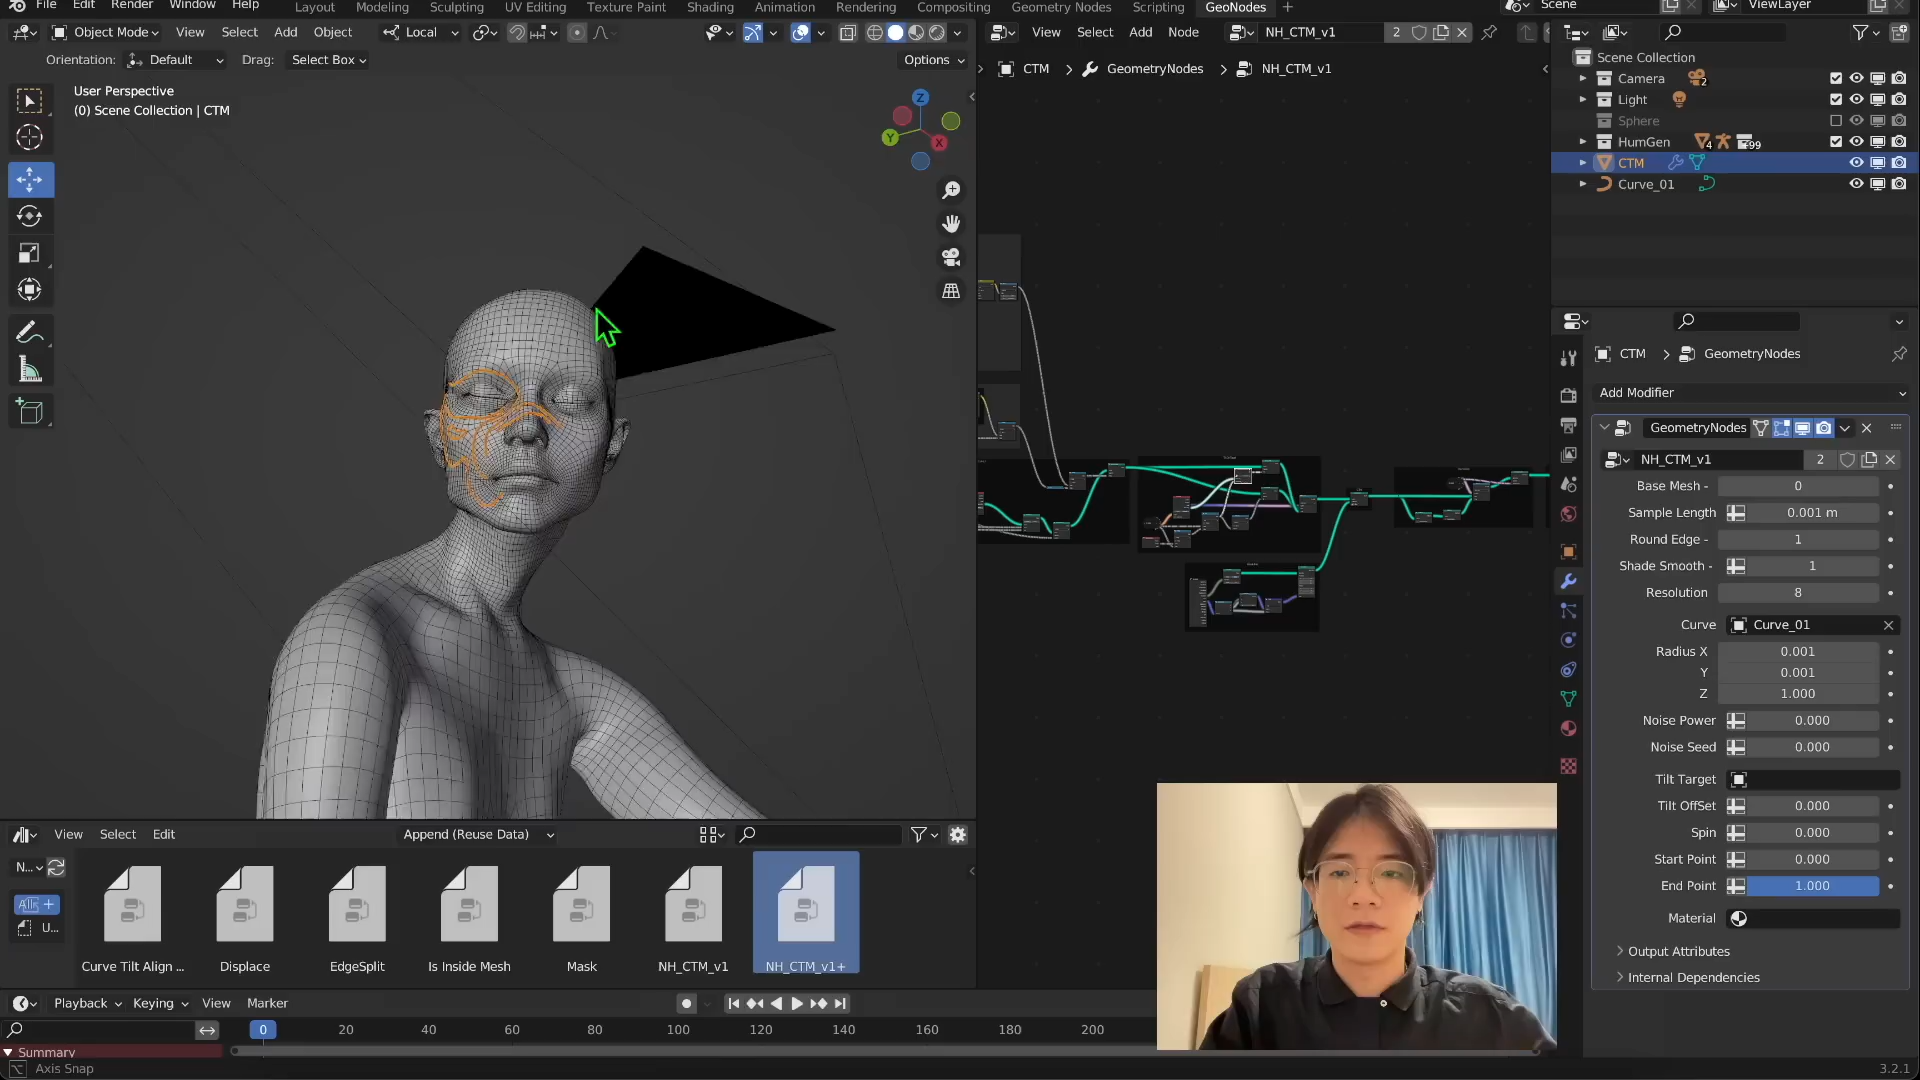 File Edit Render Window Help Layout Modeling Sculpting UV Editing Texture Paint Shading Animation Rendering Compositing Geometry Nodes Scripting GeoNodes + Scene ViewLayer
Object Mode View Select Add Object Local
View Select Add Node NH_CTM_v1 2
Orientation: Default Drag: Select Box Options
CTM > GeometryNodes > NH_CTM_v1
User Perspective
(0) Scene Collection | CTM
Z
Y
X
Scene Collection
Camera 2
Light
Sphere
HumGen 4 99
CTM
Curve_01
CTM > GeometryNodes
Add Modifier
GeometryNodes
NH_CTM_v1 2
Base Mesh - 0
Sample Length 0.001 m
Round Edge - 1
Shade Smooth - 1
Resolution 8
Curve Curve_01
Radius X 0.001
Y 0.001
Z 1.000
Noise Power 0.000
Noise Seed 0.000
Tilt Target
Tilt OffSet 0.000
Spin 0.000
Start Point 0.000
End Point 1.000
Material
Output Attributes
Internal Dependencies
View Select Edit Append (Reuse Data)
N...
U...
Curve Tilt Align ... Displace EdgeSplit Is Inside Mesh Mask NH_CTM_v1 NH_CTM_v1+
Playback Keying View Marker
0 20 40 60 80 100 120 140 160 180 200
Summary
Axis Snap
3.2.1